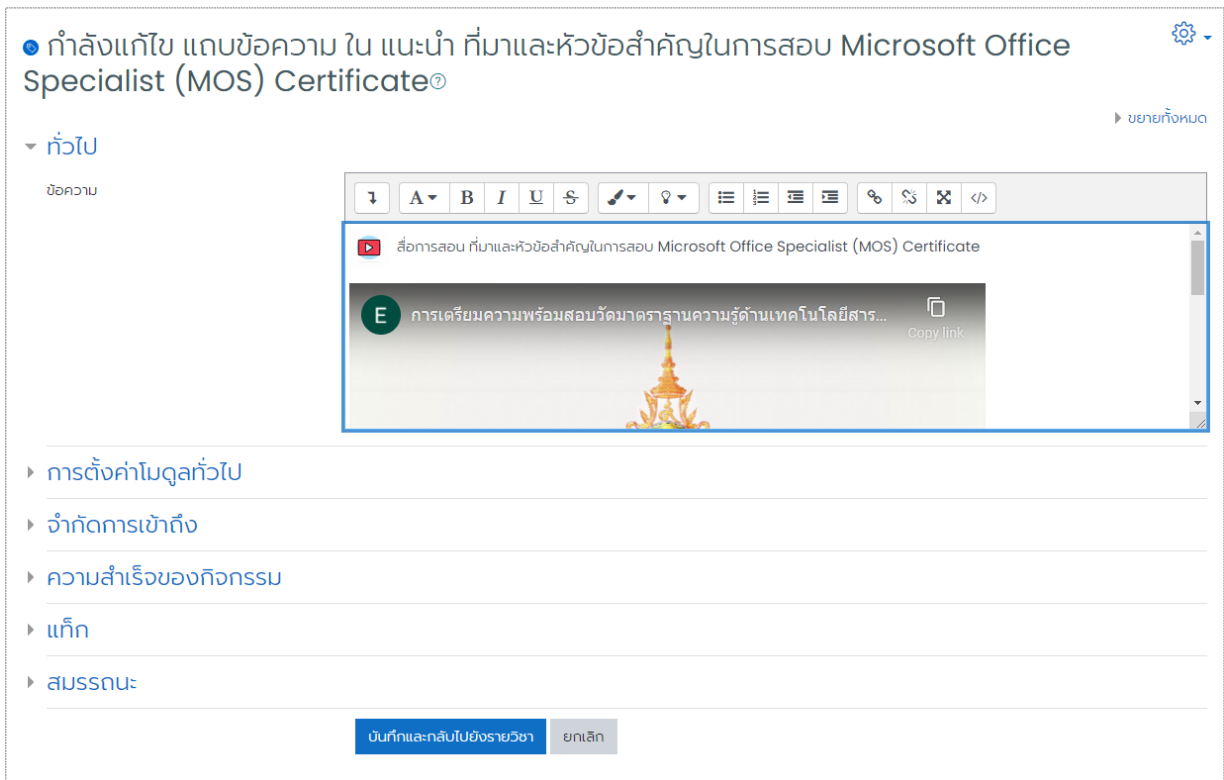 กำลังแก้ไข แถบข้อความ ใน แนะนำ ที่มาและหัวข้อสำคัญในการสอบ Microsoft Office
Specialist (MOS) Certificate
ขยายทั้งหมด
ทั่วไป
ข้อความ
A B I U S
สื่อการสอน ที่มาและหัวข้อสำคัญในการสอบ Microsoft Office Specialist (MOS) Certificate
E การเตรียมความพร้อมสอบวัดมาตราฐานความรู้ด้านเทคโนโลยีสาร...
Copy link
การตั้งค่าโมดูลทั่วไป
จำกัดการเข้าถึง
ความสำเร็จของกิจกรรม
แท็ก
สมรรถนะ
บันทึกและกลับไปยังรายวิชา ยกเลิก